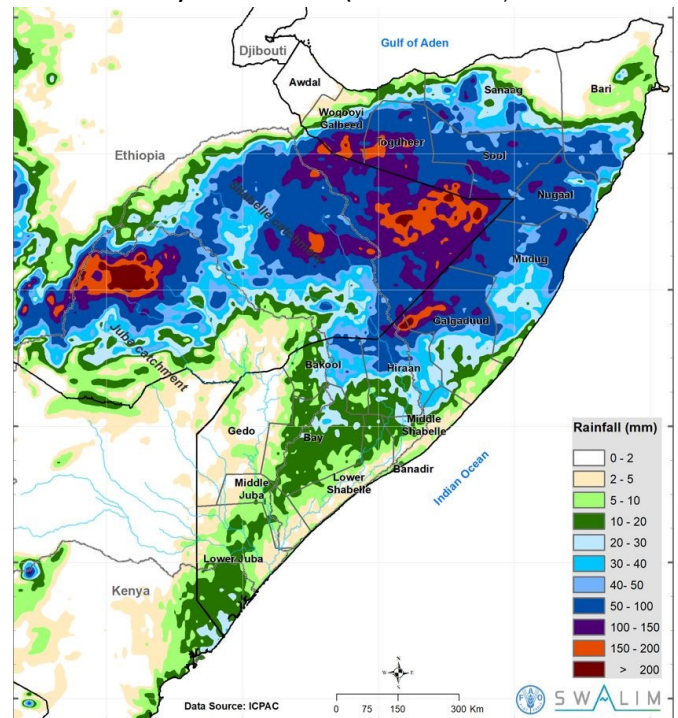 Djibouti
Gulf of Aden
Awdal
Sanaag
Bari
Woqooyi
Galbeed
Togdheer
Ethiopia
Sool
Nugaal
Mudug
Galgaduud
Juba catchment
Bakool
Hiraan
Gedo
Bay
Middle
Shabelle
Banadir
Lower
Shabelle
Middle
Juba
Indian Ocean
Lower Juba
Kenya
Rainfall (mm)
0 - 2
2 - 5
5 - 10
10 - 20
20 - 30
30 - 40
40- 50
50 - 100
100 - 150
150 - 200
> 200
Data Source: ICPAC
0 75 150 300 Km
FAO
SWALIM